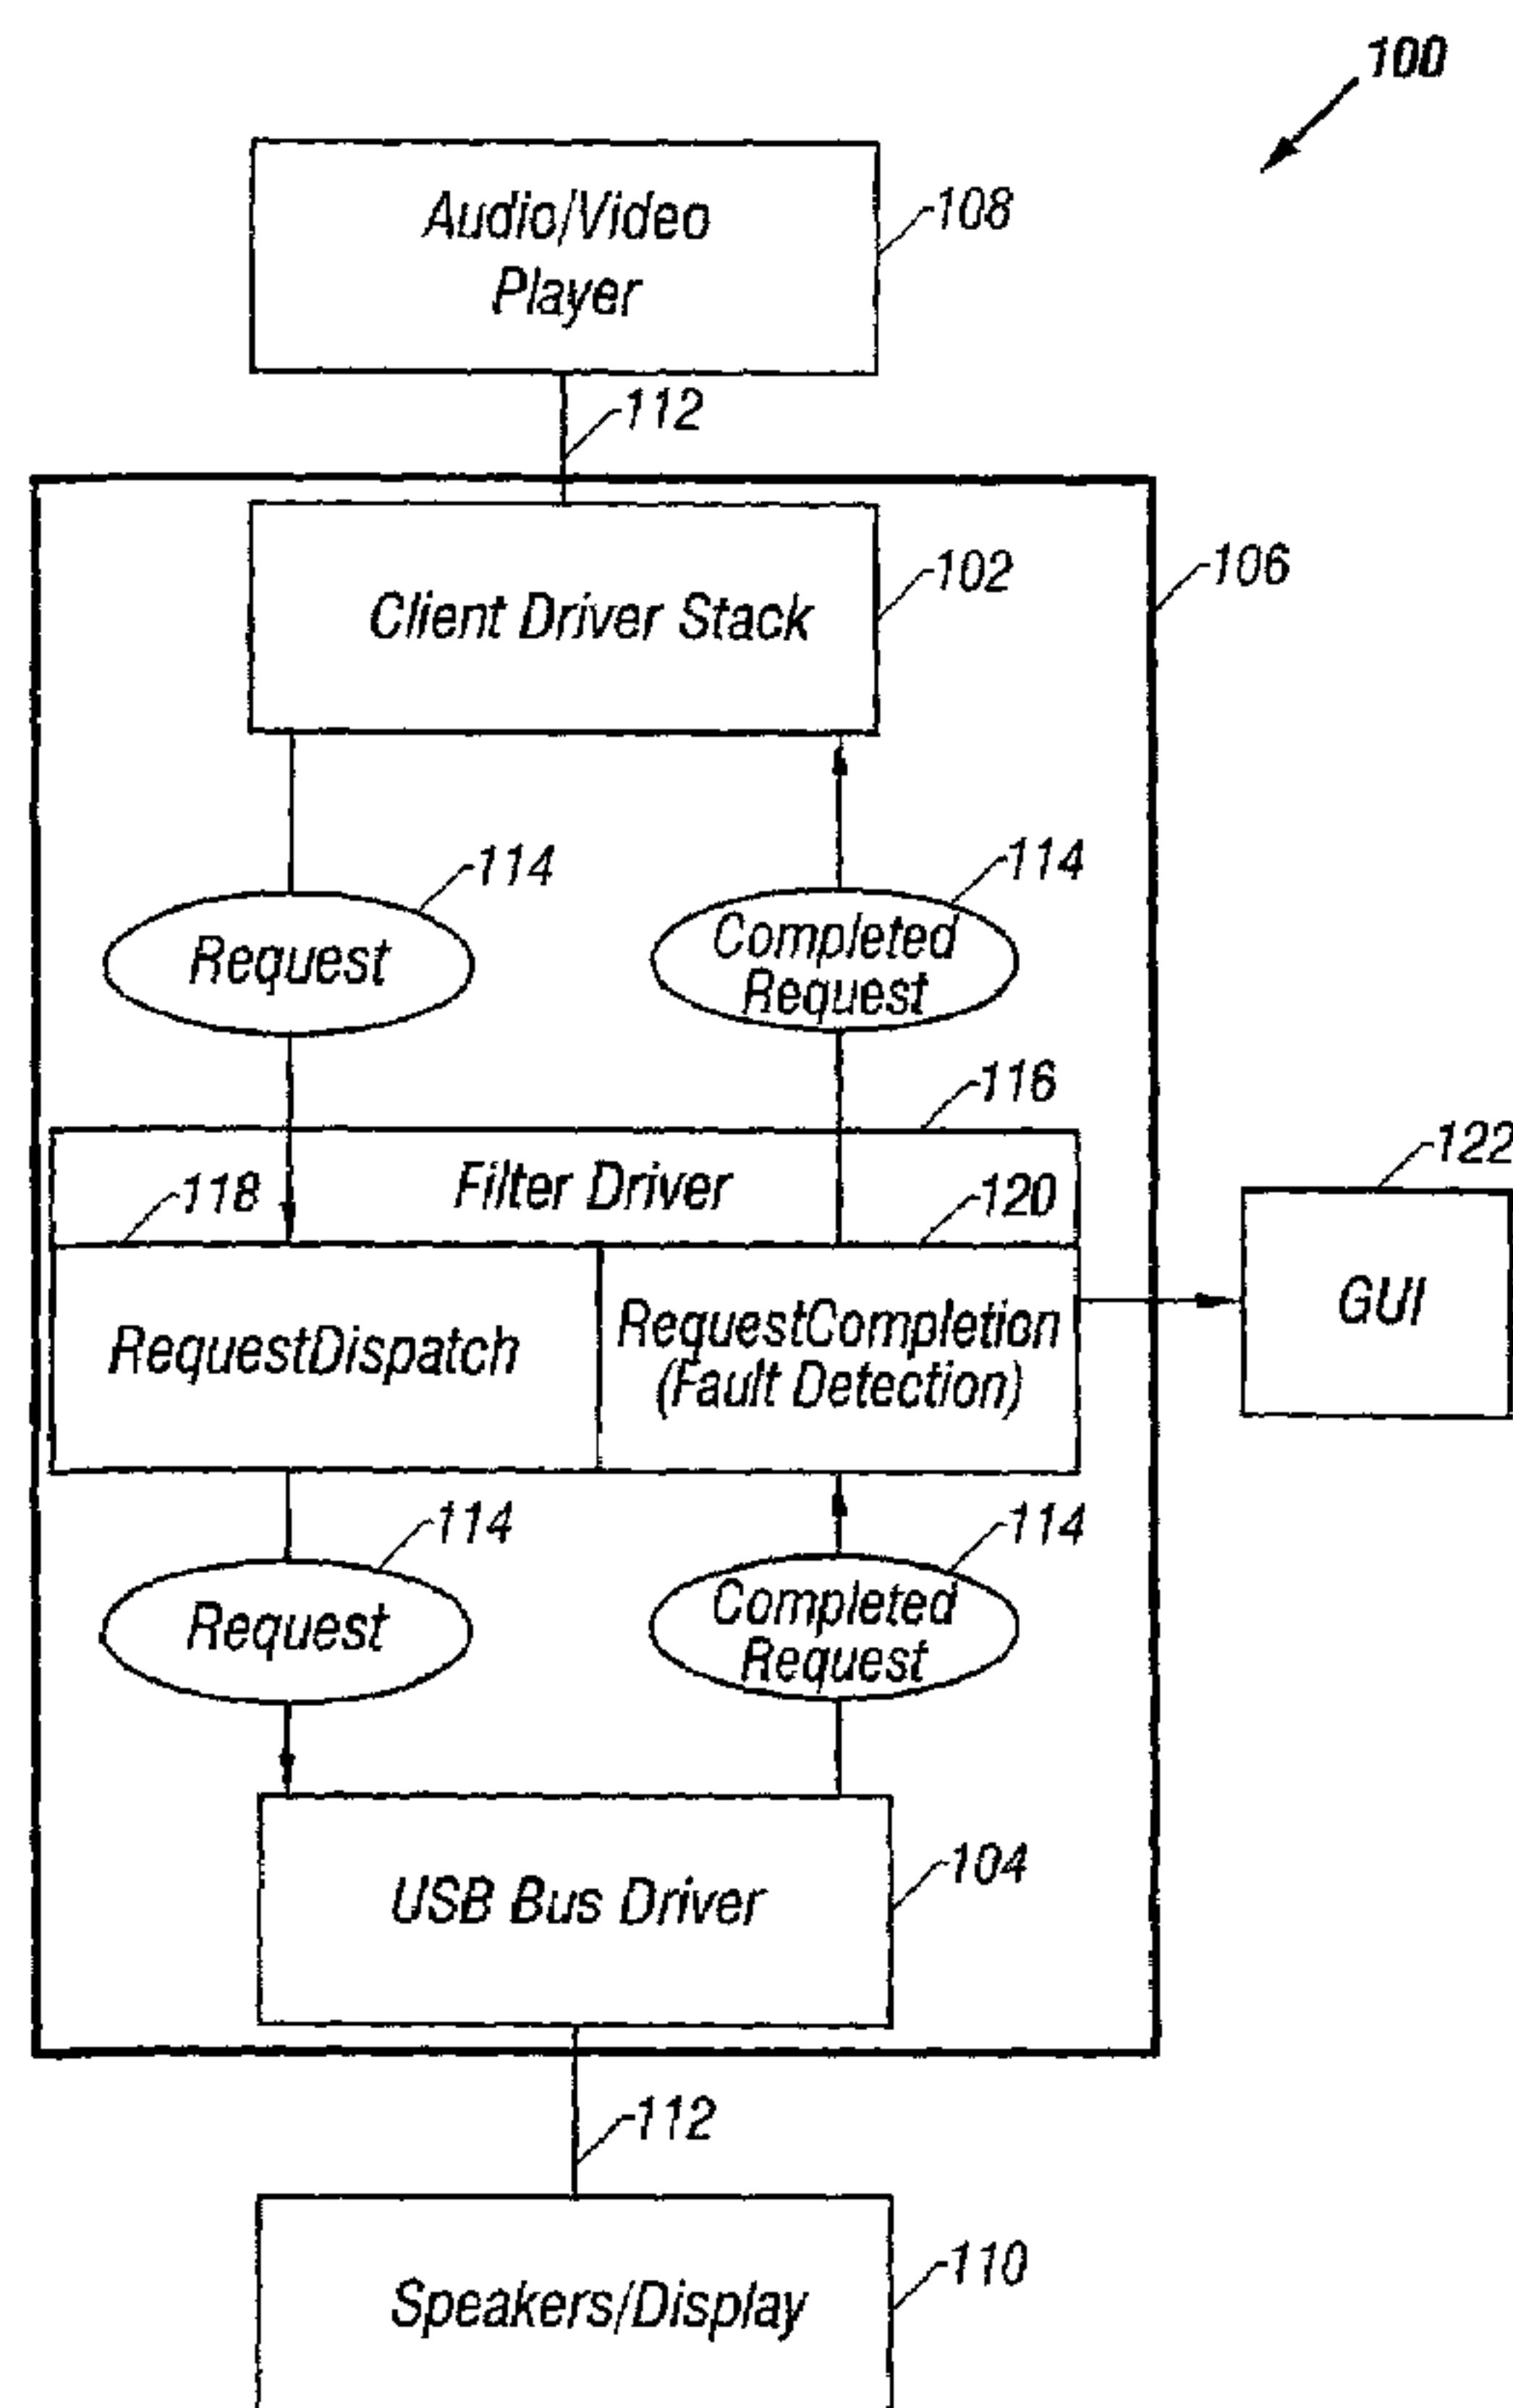 100
Audio/Video
Player
108
112
Client Driver Stack
102
106
114
Request
114
Completed
Request
116
Filter Driver
118
120
122
RequestDispatch
RequestCompletion
(Fault Detection)
GUI
114
Request
114
Completed
Request
USB Bus Driver
104
112
Speakers/Display
110